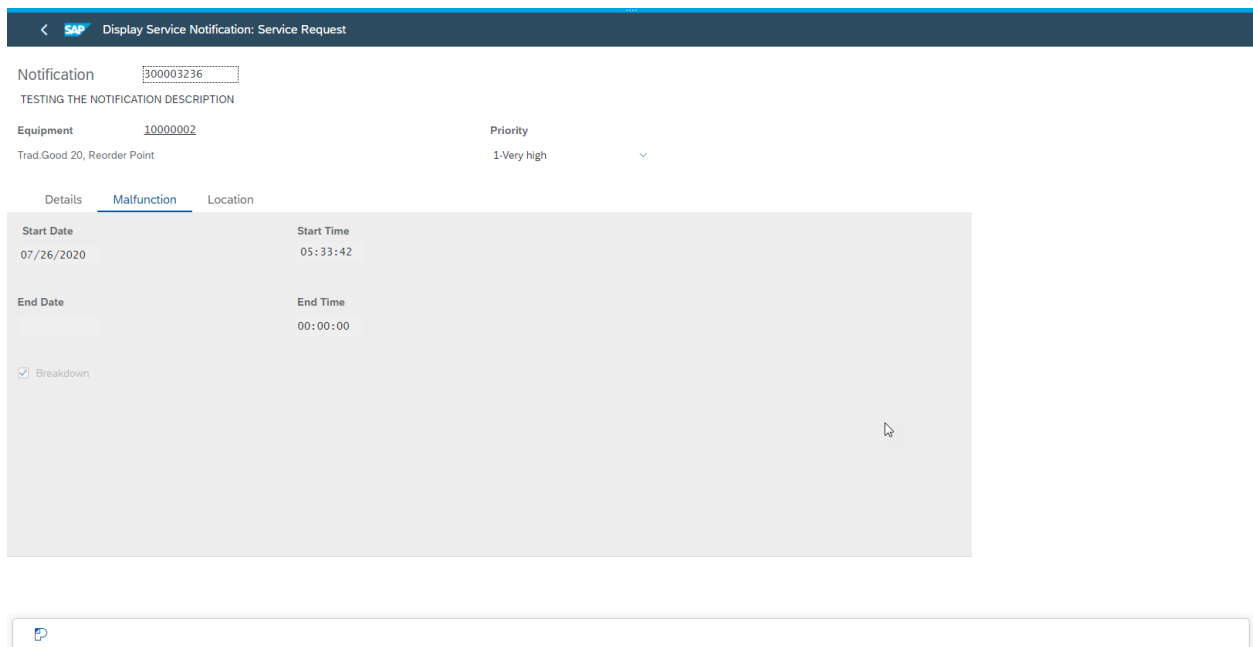 SAP Display Service Notification: Service Request
Notification 300003236
TESTING THE NOTIFICATION DESCRIPTION
Equipment 10000002 Priority
Trad.Good 20, Reorder Point 1-Very high
Details Malfunction Location
Start Date Start Time
07/26/2020 05:33:42
End Date End Time
00:00:00
Breakdown